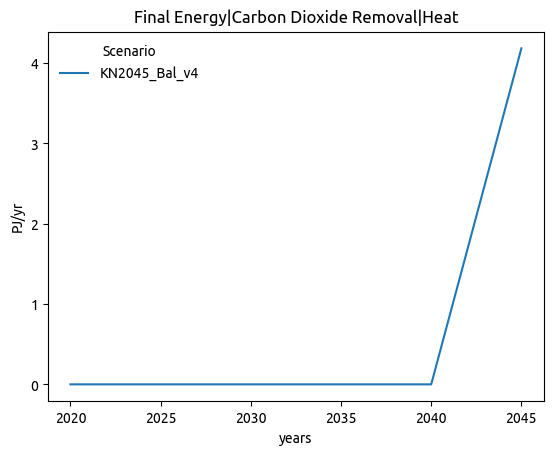 Final Energy|Carbon Dioxide Removal|Heat
Scenario
KN2045_Bal_v4
4
3
2
1
0
PJ/yr
2020 2025 2030 2035 2040 2045
years